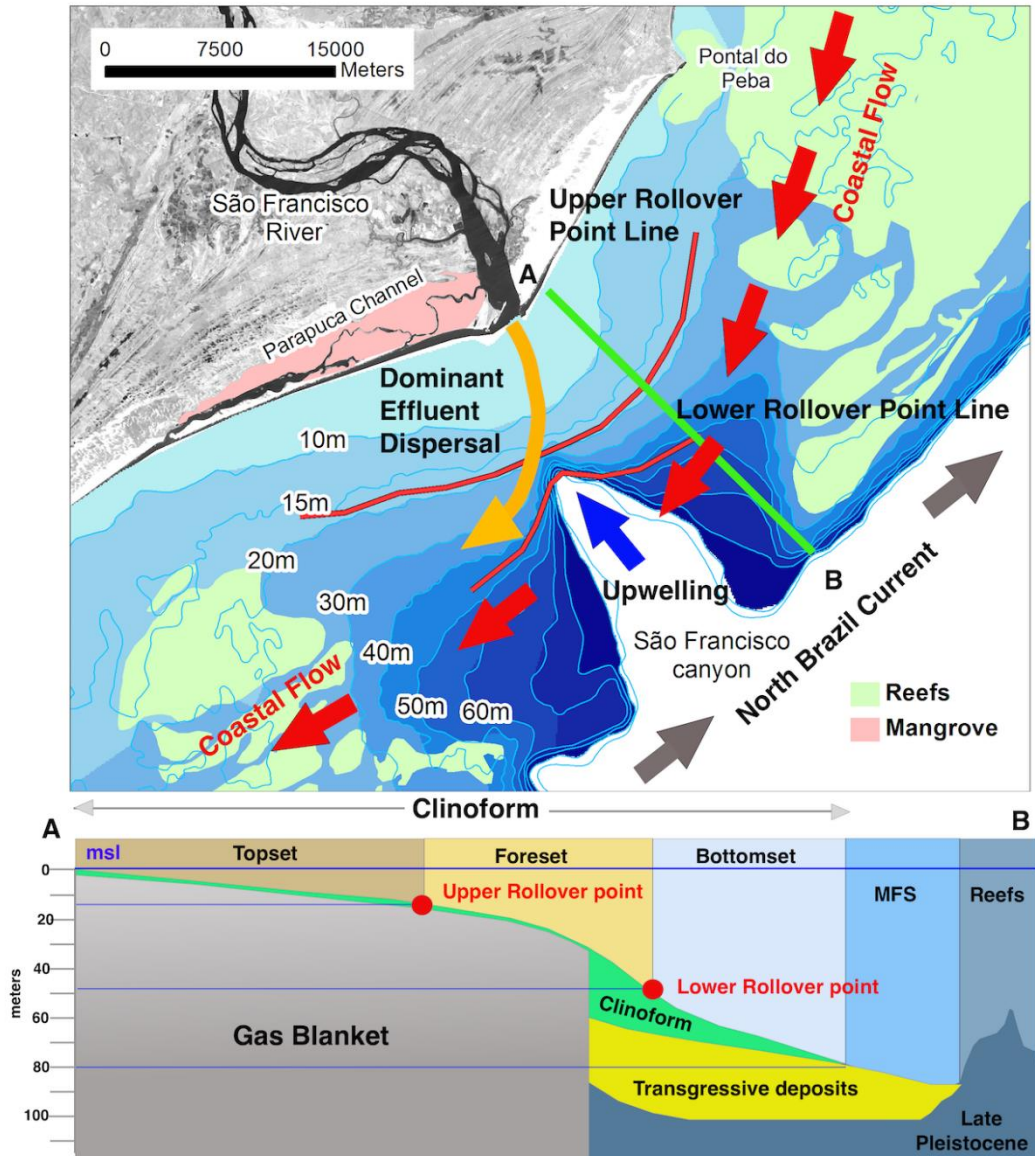 0 7500 15000
Meters
Pontal do
Peba
Coastal Flow
São Francisco
River
Upper Rollover
Point Line
A
Parapuca Channel
Dominant
Effluent
Dispersal
Lower Rollover Point Line
10m
15m
20m
30m
40m
50m
60m
B
Upwelling
São Francisco
canyon
North Brazil Current
Coastal Flow
Reefs
Mangrove
Clinoform
A
B
msl
Topset
Foreset
Bottomset
MFS
Reefs
Upper Rollover point
Lower Rollover point
Clinoform
Gas Blanket
Transgressive deposits
Late
Pleistocene
meters
0
20
40
60
80
100